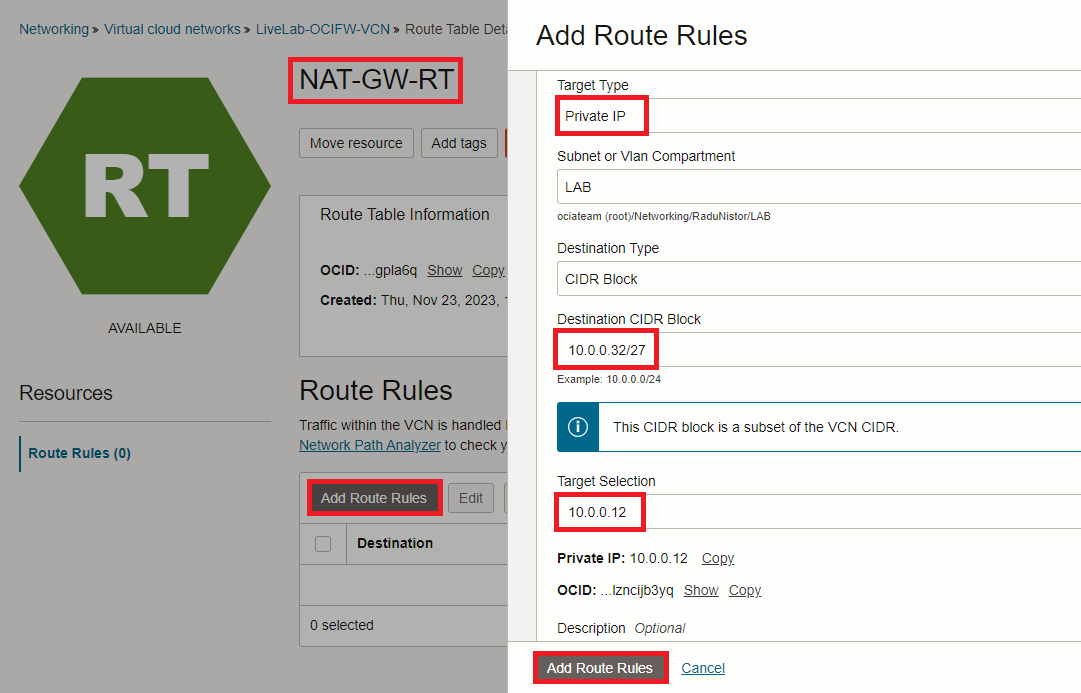 Networking » Virtual cloud networks » LiveLab-OCIFW-VCN » Route Table Deta
RT
AVAILABLE
NAT-GW-RT
Move resource
Add tags
Route Table Information
OCID: ...gpla6q Show Copy
Created: Thu, Nov 23, 2023,
Resources
Route Rules (0)
Route Rules
Traffic within the VCN is handled
Network Path Analyzer to check y
Add Route Rules
Edit
Destination
0 selected
Add Route Rules
Target Type
Private IP
Subnet or Vlan Compartment
LAB
ociateam (root)/Networking/RaduNistor/LAB
Destination Type
CIDR Block
Destination CIDR Block
10.0.0.32/27
Example: 10.0.0.0/24
This CIDR block is a subset of the VCN CIDR.
Target Selection
10.0.0.12
Private IP: 10.0.0.12 Copy
OCID: ...lzncijb3yq Show Copy
Description Optional
Add Route Rules
Cancel